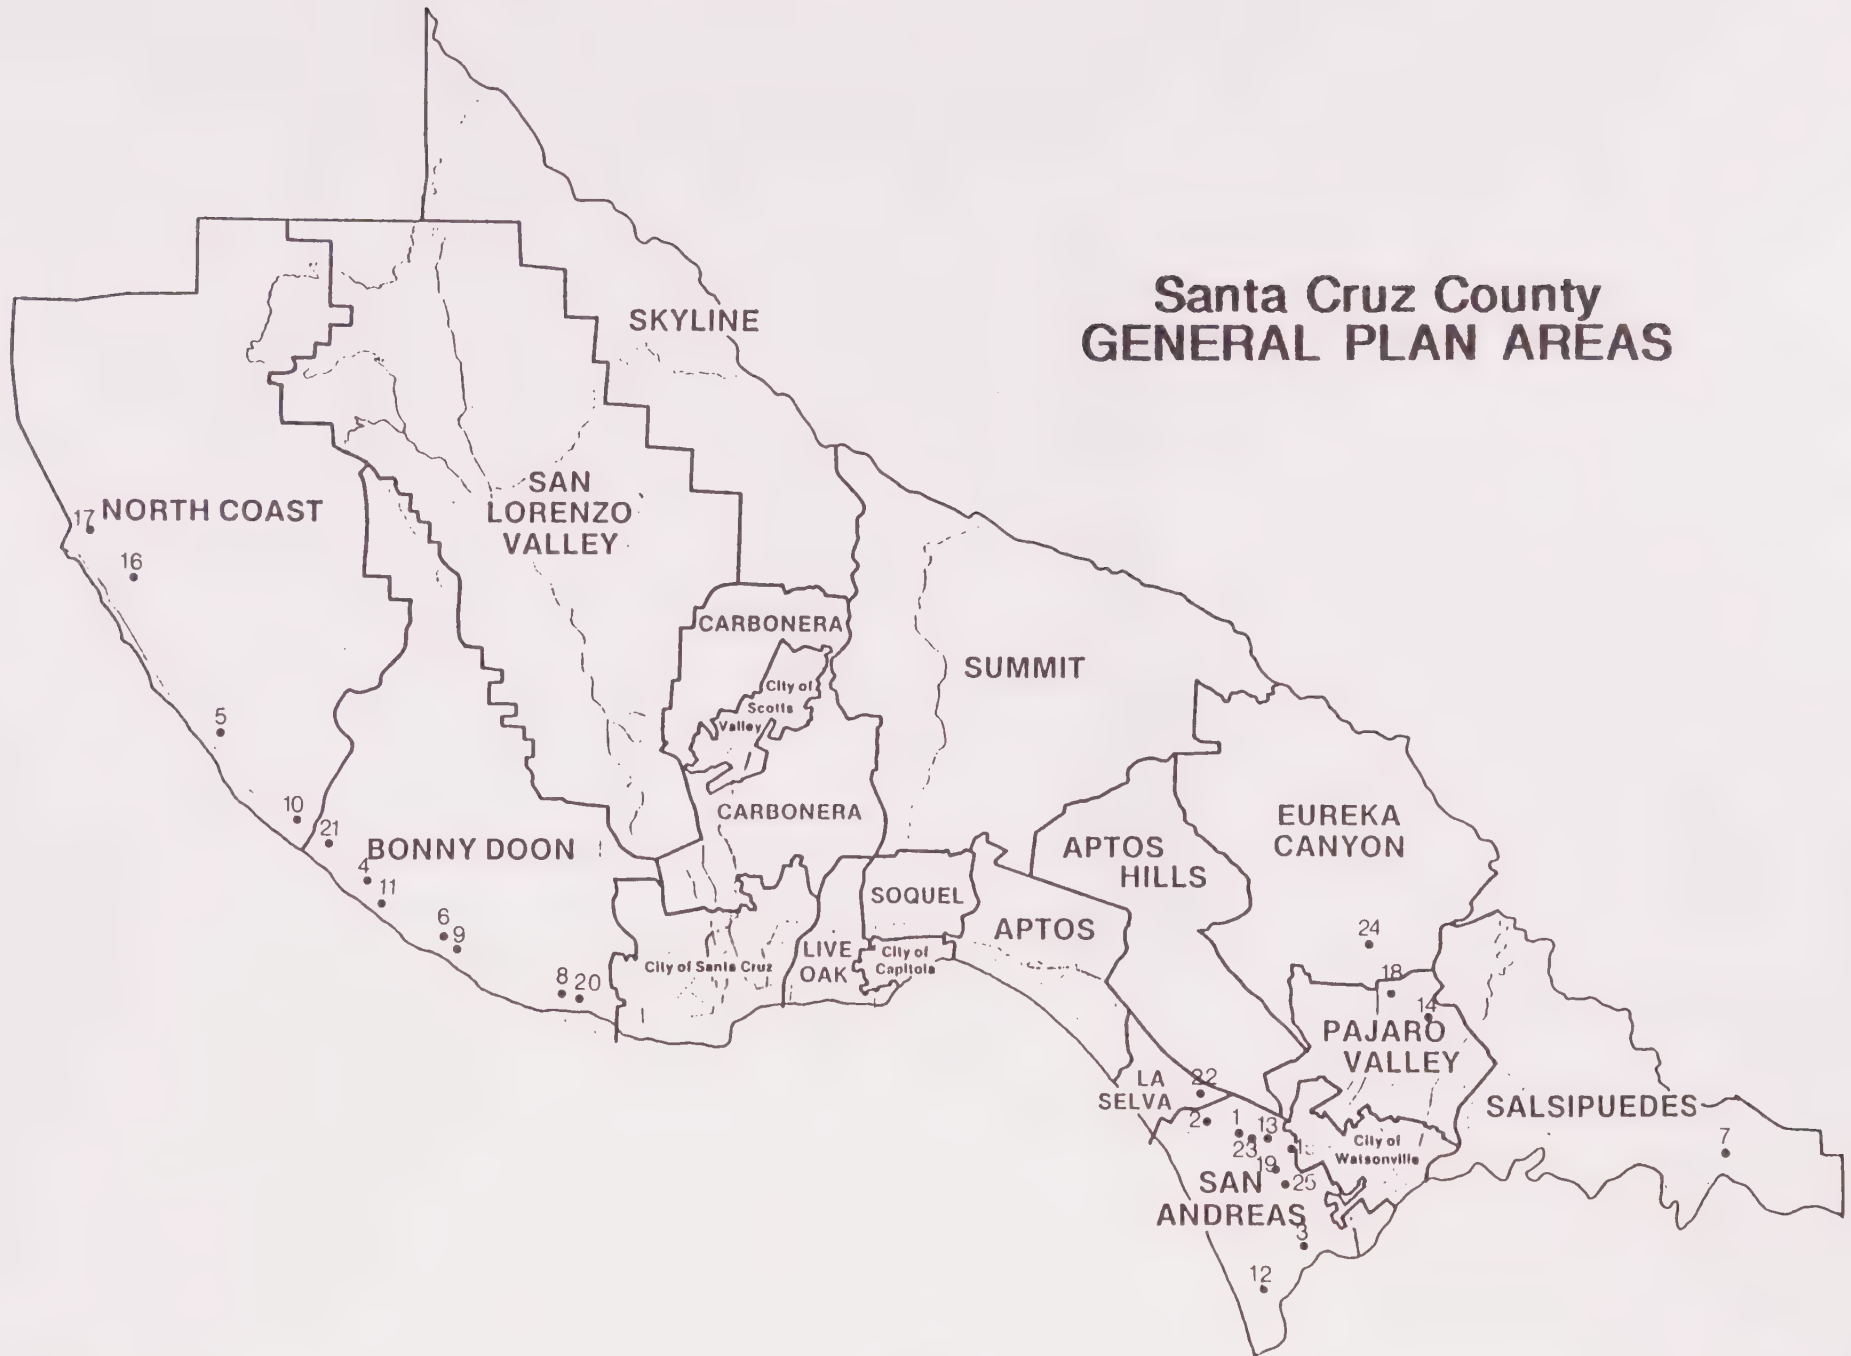 Santa Cruz County
GENERAL PLAN AREAS
SKYLINE
SAN
LORENZO
VALLEY
17
NORTH COAST
16
CARBONERA
SUMMIT
City of
Scotts
Valley
5
10
21
CARBONERA
EUREKA
CANYON
BONNY DOON
APTOS
HILLS
4
11
SOQUEL
6
9
APTOS
24
LIVE
OAK
City of
Capitola
City of Santa Cruz
8
20
18
14
PAJARO
VALLEY
LA
SELVA
22
SALSIPUEDES
2
1
13
23
City of
Watsonville
7
19
SAN
ANDREAS
25
3
12